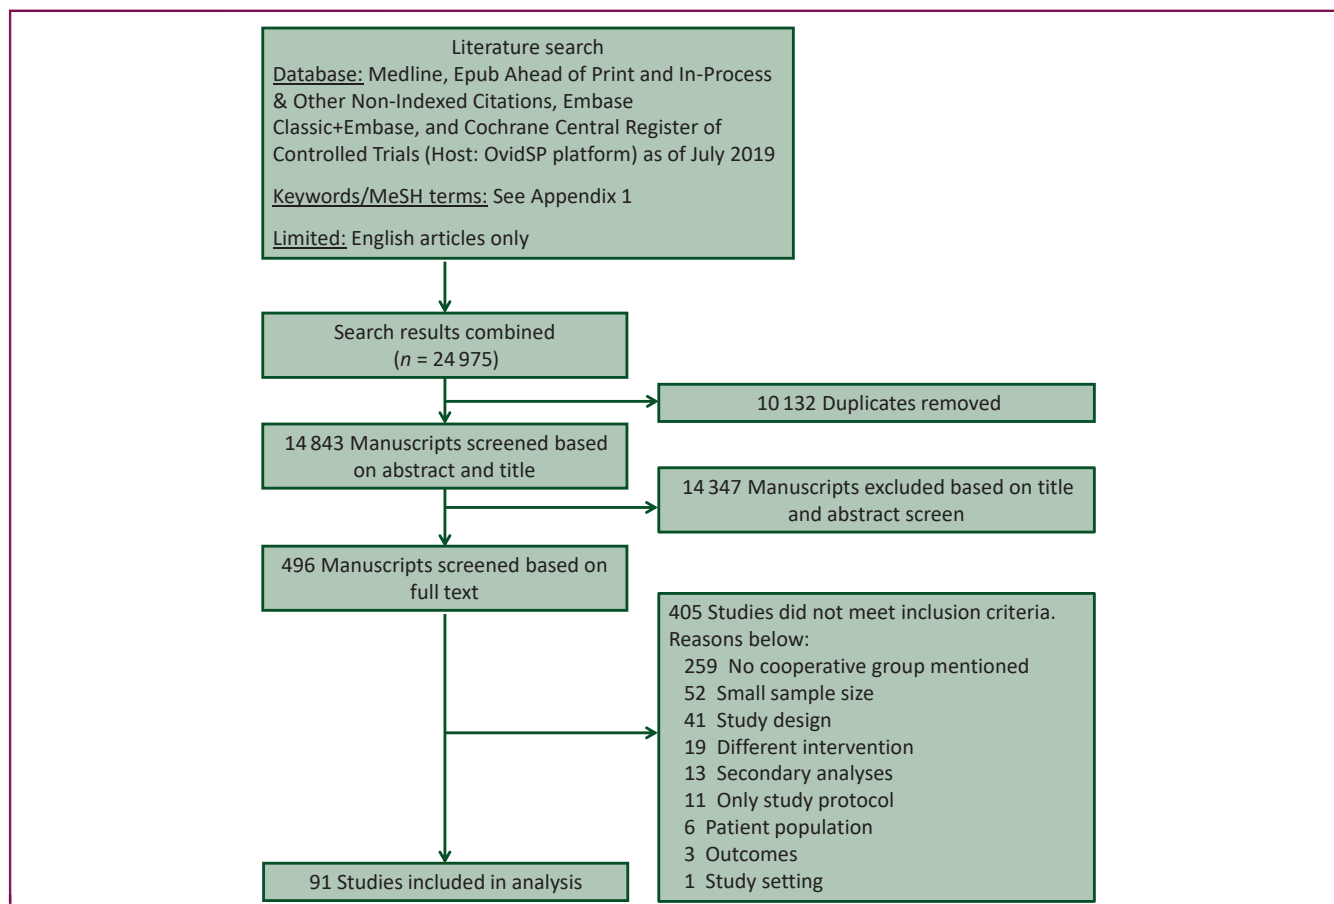 Literature search
Database: Medline, Epub Ahead of Print and In-Process
& Other Non-Indexed Citations, Embase
Classic+Embase, and Cochrane Central Register of
Controlled Trials (Host: OvidSP platform) as of July 2019
Keywords/MeSH terms: See Appendix 1
Limited: English articles only
Search results combined
(n = 24 975)
10 132 Duplicates removed
14 843 Manuscripts screened based
on abstract and title
14 347 Manuscripts excluded based on title
and abstract screen
496 Manuscripts screened based on
full text
405 Studies did not meet inclusion criteria.
Reasons below:
259 No cooperative group mentioned
52 Small sample size
41 Study design
19 Different intervention
13 Secondary analyses
11 Only study protocol
6 Patient population
3 Outcomes
1 Study setting
91 Studies included in analysis